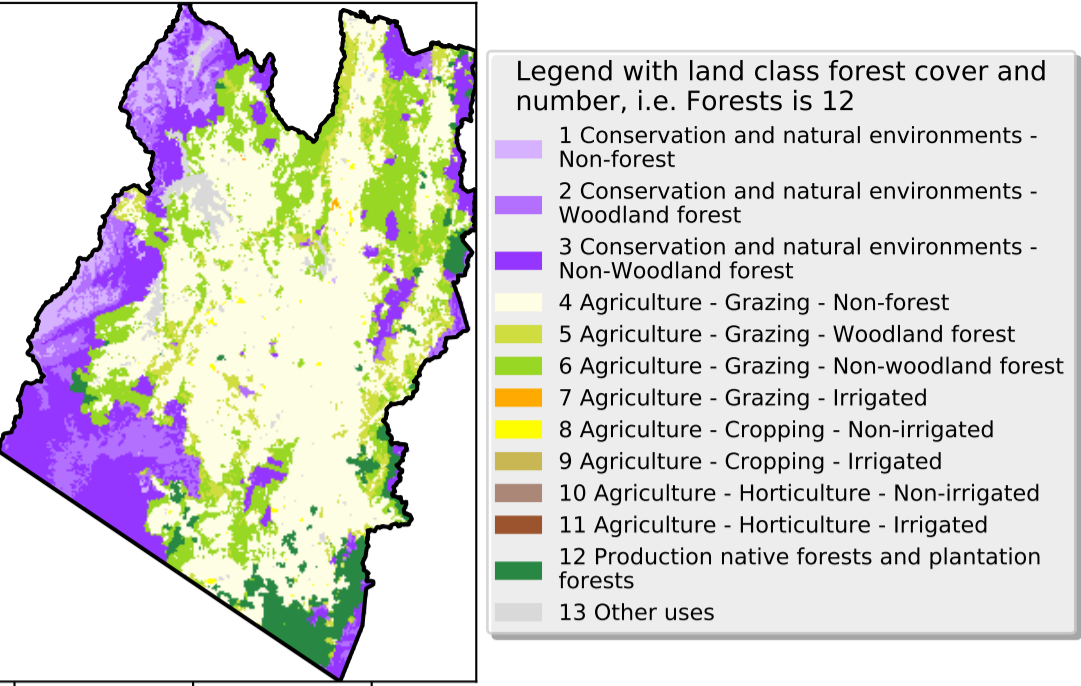 Legend with land class forest cover and
number, i.e. Forests is 12
1 Conservation and natural environments -
Non-forest
2 Conservation and natural environments -
Woodland forest
3 Conservation and natural environments -
Non-Woodland forest
4 Agriculture - Grazing - Non-forest
5 Agriculture - Grazing - Woodland forest
6 Agriculture - Grazing - Non-woodland forest
7 Agriculture - Grazing - Irrigated
8 Agriculture - Cropping - Non-irrigated
9 Agriculture - Cropping - Irrigated
10 Agriculture - Horticulture - Non-irrigated
11 Agriculture - Horticulture - Irrigated
12 Production native forests and plantation
forests
13 Other uses